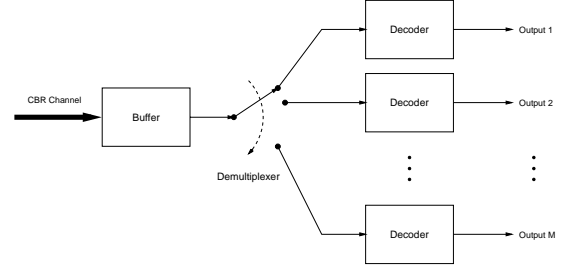 CBR Channel
Buffer
Demultiplexer
Decoder
Output 1
Decoder
Output 2
Decoder
Output M